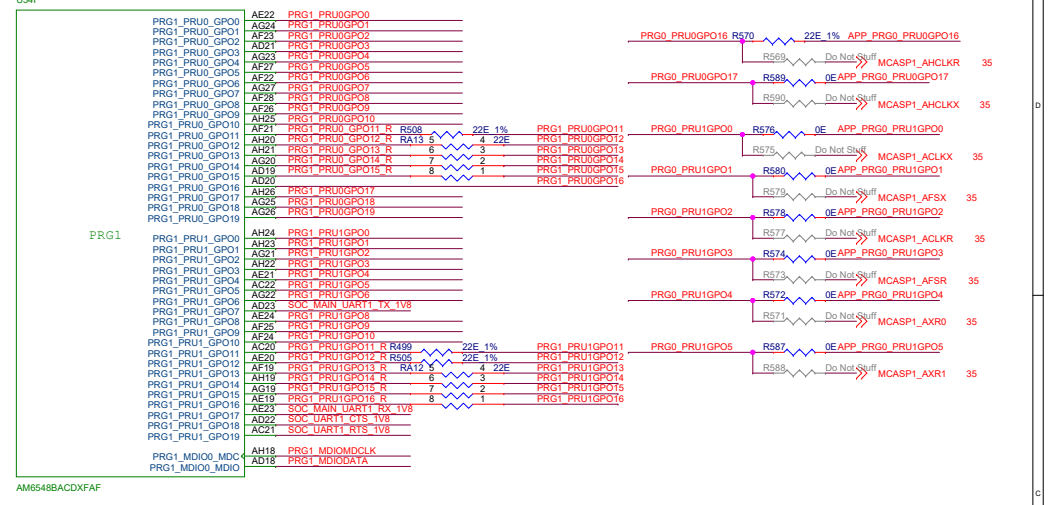 PRG1
PRG1_PRU0_GPO0 AE22 PRG1_PRU0GPO0
PRG1_PRU0_GPO1 AG24 PRG1_PRU0GPO1
PRG1_PRU0_GPO2 AF23 PRG1_PRU0GPO2
PRG1_PRU0_GPO3 AD21 PRG1_PRU0GPO3
PRG1_PRU0_GPO4 AG23 PRG1_PRU0GPO4
PRG1_PRU0_GPO5 AF27 PRG1_PRU0GPO5
PRG1_PRU0_GPO6 AF22 PRG1_PRU0GPO6
PRG1_PRU0_GPO7 AG27 PRG1_PRU0GPO7
PRG1_PRU0_GPO8 AF28 PRG1_PRU0GPO8
PRG1_PRU0_GPO9 AF26 PRG1_PRU0GPO9
PRG1_PRU0_GPO10 AH25 PRG1_PRU0GPO10
PRG1_PRU0_GPO11 AF21 PRG1_PRU0_GPO11_R R508 22E_1% PRG1_PRU0GPO11
PRG1_PRU0_GPO12 AH20 PRG1_PRU0_GPO12_R RA13 5 4 22E PRG1_PRU0GPO12
PRG1_PRU0_GPO13 AH21 PRG1_PRU0_GPO13_R 6 3 PRG1_PRU0GPO13
PRG1_PRU0_GPO14 AG20 PRG1_PRU0_GPO14_R 7 2 PRG1_PRU0GPO14
PRG1_PRU0_GPO15 AD19 PRG1_PRU0_GPO15_R 8 1 PRG1_PRU0GPO15
PRG1_PRU0_GPO16 AD20 PRG1_PRU0GPO16
PRG1_PRU0_GPO17 AH26 PRG1_PRU0GPO17
PRG1_PRU0_GPO18 AG25 PRG1_PRU0GPO18
PRG1_PRU0_GPO19 AG26 PRG1_PRU0GPO19
PRG1_PRU1_GPO0 AH24 PRG1_PRU1GPO0
PRG1_PRU1_GPO1 AH23 PRG1_PRU1GPO1
PRG1_PRU1_GPO2 AG21 PRG1_PRU1GPO2
PRG1_PRU1_GPO3 AH22 PRG1_PRU1GPO3
PRG1_PRU1_GPO4 AE21 PRG1_PRU1GPO4
PRG1_PRU1_GPO5 AC22 PRG1_PRU1GPO5
PRG1_PRU1_GPO6 AG22 PRG1_PRU1GPO6
PRG1_PRU1_GPO7 AD23 SOC_MAIN_UART1_TX_1V8
PRG1_PRU1_GPO8 AE24 PRG1_PRU1GPO8
PRG1_PRU1_GPO9 AF25 PRG1_PRU1GPO9
PRG1_PRU1_GPO10 AF24 PRG1_PRU1GPO10
PRG1_PRU1_GPO11 AC20 PRG1_PRU1GPO11_R R499 22E_1% PRG1_PRU1GPO11
PRG1_PRU1_GPO12 AE20 PRG1_PRU1GPO12_R R505 22E_1% PRG1_PRU1GPO12
PRG1_PRU1_GPO13 AF19 PRG1_PRU1GPO13_R RA12 5 4 22E PRG1_PRU1GPO13
PRG1_PRU1_GPO14 AH19 PRG1_PRU1GPO14_R 6 3 PRG1_PRU1GPO14
PRG1_PRU1_GPO15 AG19 PRG1_PRU1GPO15_R 7 2 PRG1_PRU1GPO15
PRG1_PRU1_GPO16 AE19 PRG1_PRU1GPO16_R 8 1 PRG1_PRU1GPO16
PRG1_PRU1_GPO17 AE23 SOC_MAIN_UART1_RX_1V8
PRG1_PRU1_GPO18 AD22 SOC_UART1_CTS_1V8
PRG1_PRU1_GPO19 AC21 SOC_UART1_RTS_1V8
PRG1_MDIO0_MDC AH18 PRG1_MDIOMDCLK
PRG1_MDIO0_MDIO AD18 PRG1_MDIODATA
AM6548BACDXFAF
PRG0_PRU0GPO16 R570 22E_1% APP_PRG0_PRU0GPO16
R569 Do Not Stuff MCASP1_AHCLKR 35
PRG0_PRU0GPO17 R589 0E APP_PRG0_PRU0GPO17
R590 Do Not Stuff MCASP1_AHCLKX 35
PRG0_PRU1GPO0 R576 0E APP_PRG0_PRU1GPO0
R575 Do Not Stuff MCASP1_ACLKX 35
PRG0_PRU1GPO1 R580 0E APP_PRG0_PRU1GPO1
R579 Do Not Stuff MCASP1_AFSX 35
PRG0_PRU1GPO2 R578 0E APP_PRG0_PRU1GPO2
R577 Do Not Stuff MCASP1_ACLKR 35
PRG0_PRU1GPO3 R574 0E APP_PRG0_PRU1GPO3
R573 Do Not Stuff MCASP1_AFSR 35
PRG0_PRU1GPO4 R572 0E APP_PRG0_PRU1GPO4
R571 Do Not Stuff MCASP1_AXR0 35
PRG0_PRU1GPO5 R587 0E APP_PRG0_PRU1GPO5
R588 Do Not Stuff MCASP1_AXR1 35
D
C